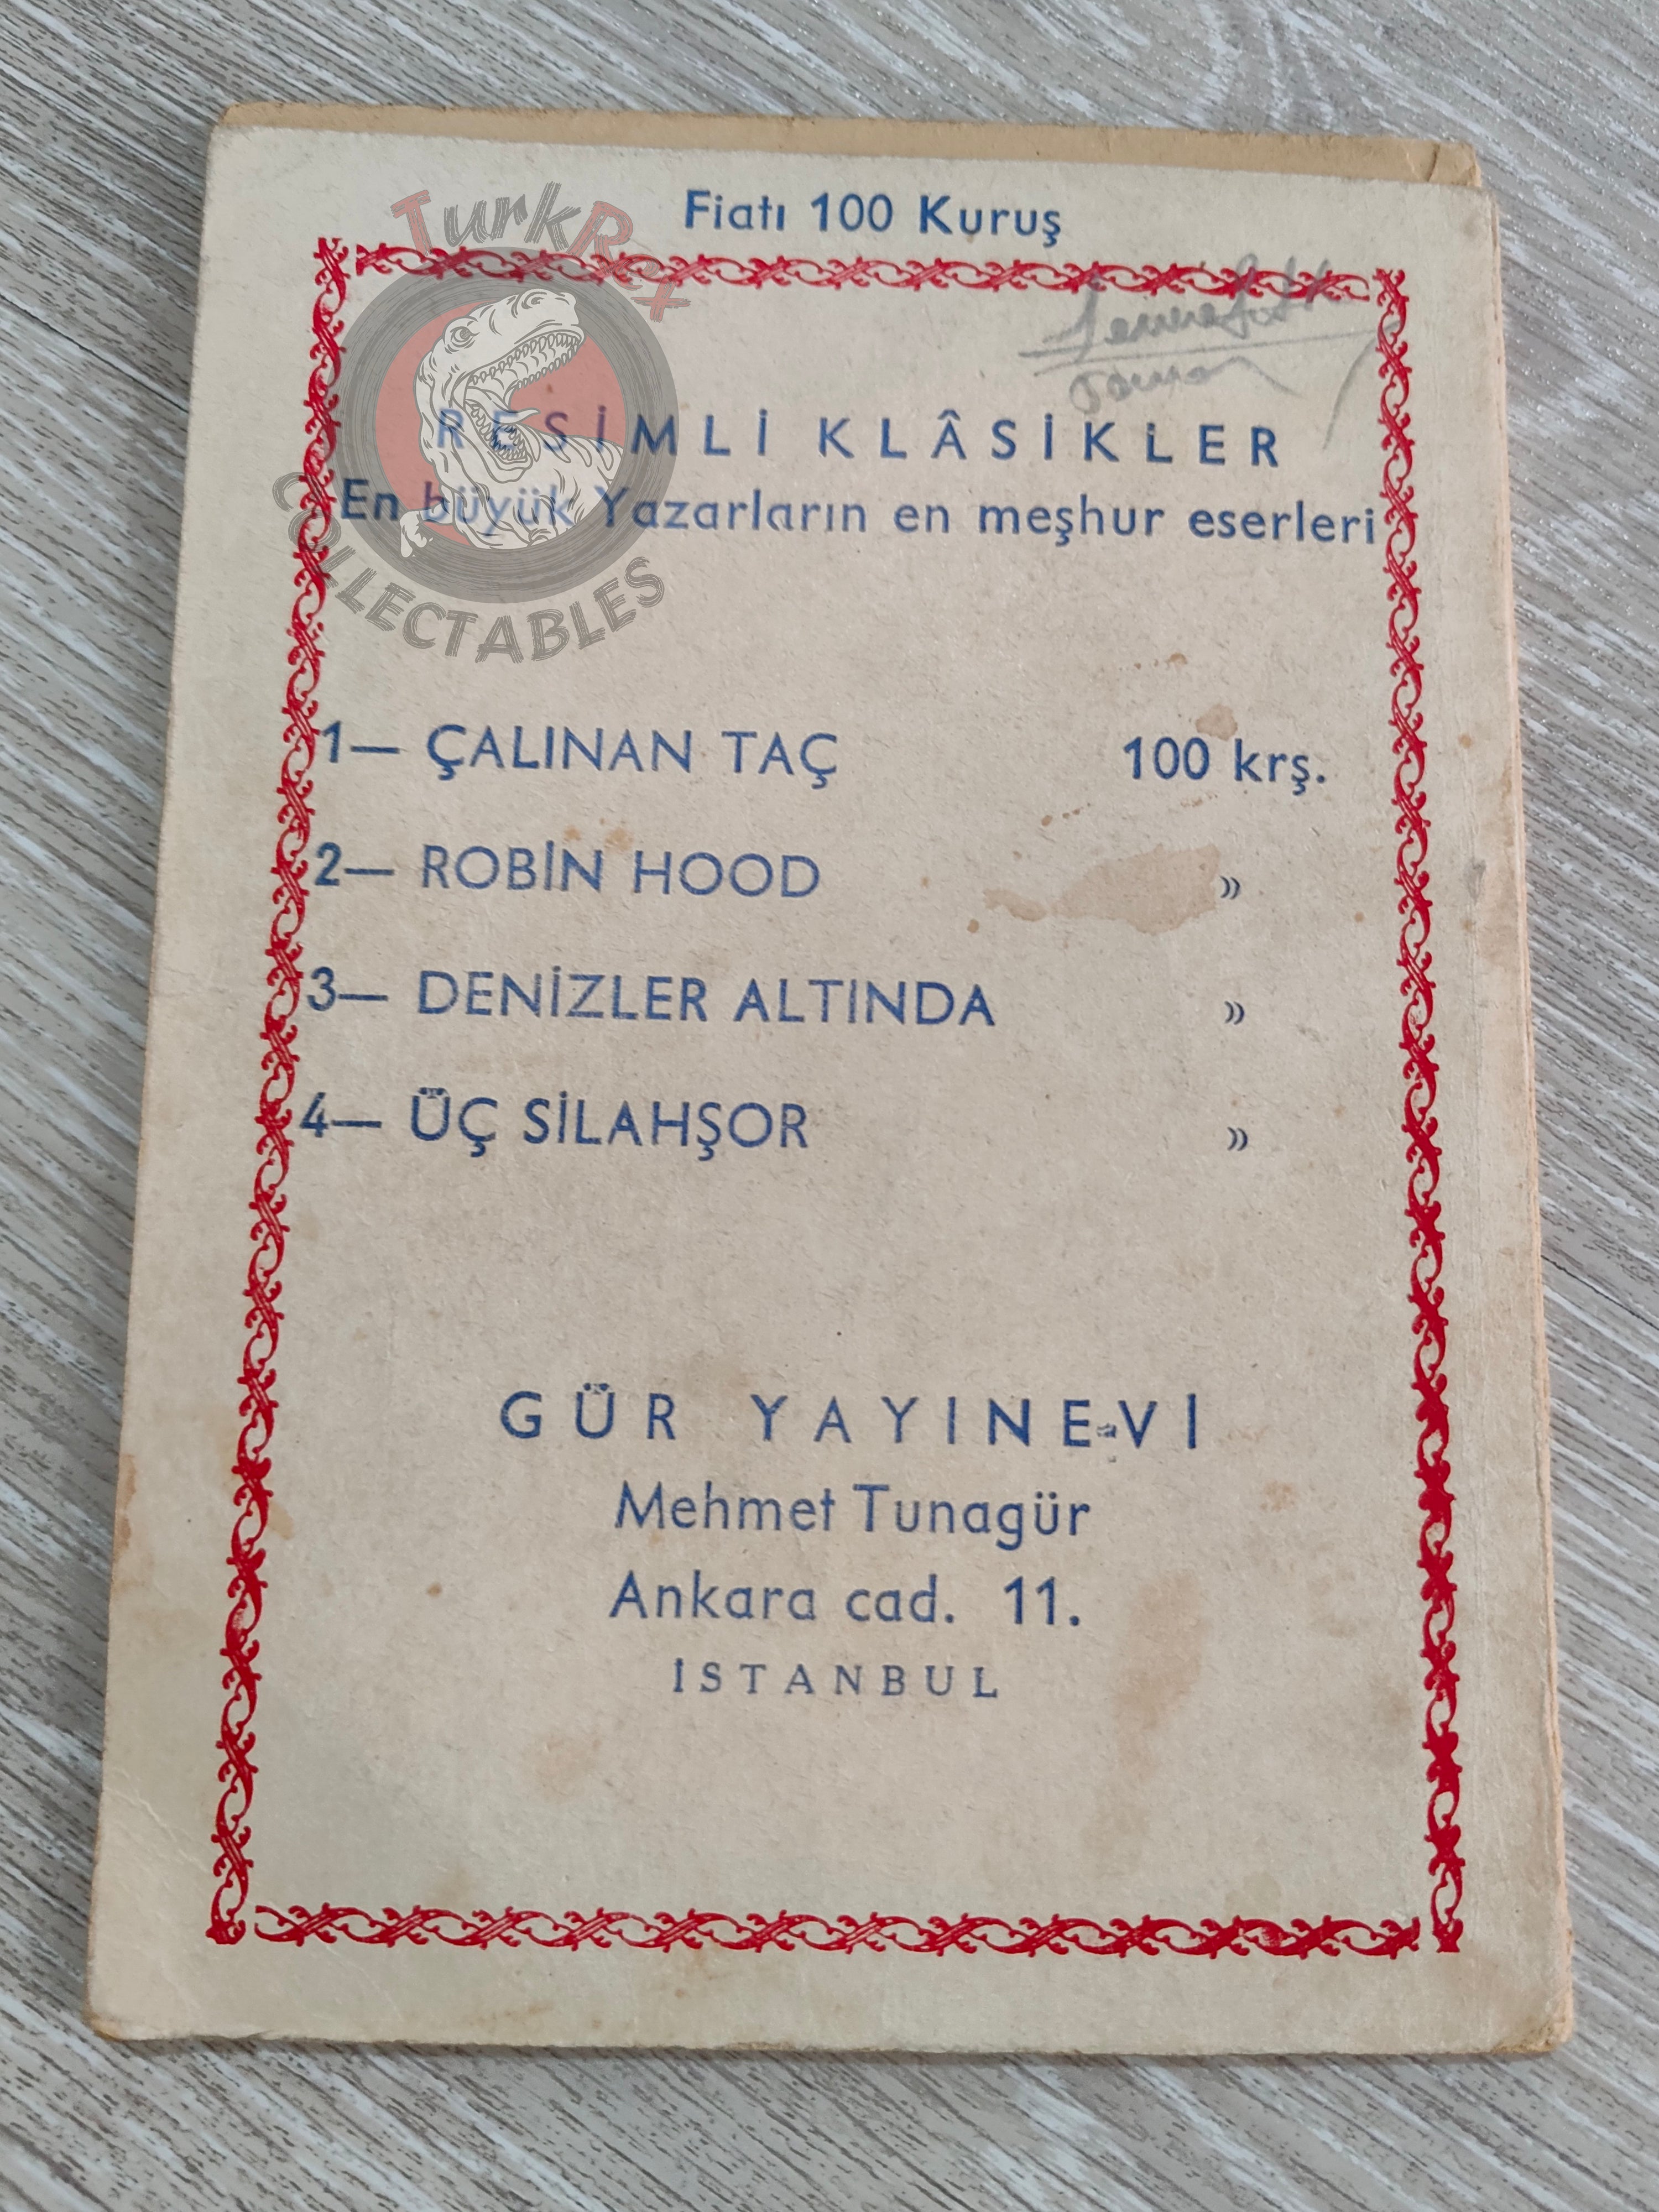 Fiatı 100 Kuruş
TurkRex
COLLECTABLES
RESİMLİ KLÂSİKLER
En büyük Yazarların en meşhur eserleri
1— ÇALINAN TAÇ 100 krş.
2— ROBİN HOOD »
3— DENİZLER ALTINDA »
4— ÜÇ SİLAHŞOR »
GÜR YAYINEVİ
Mehmet Tunagür
Ankara cad. 11.
İSTANBUL